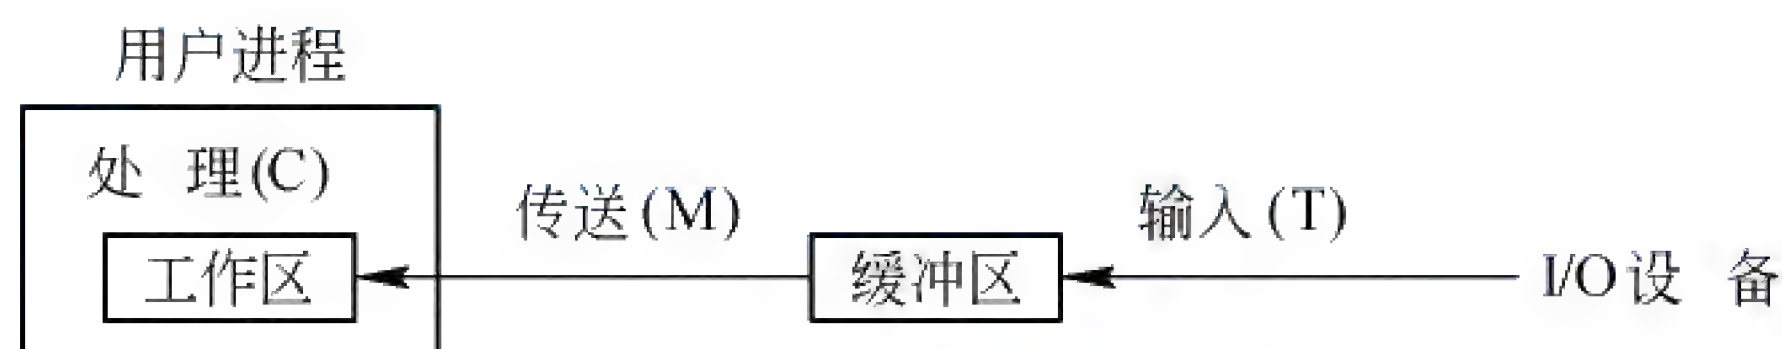 用户进程
处 理(C)
传送(M)
输入(T)
工作区
缓冲区
I/O设 备